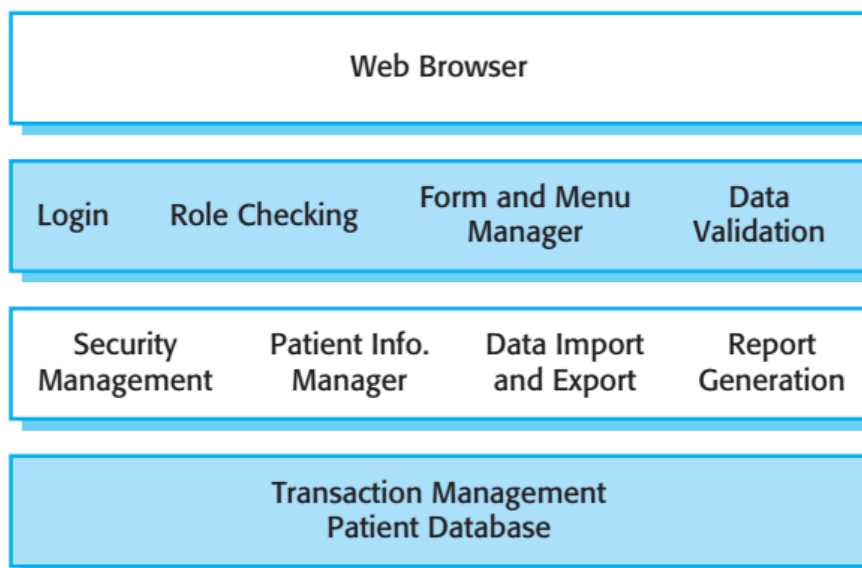 Web Browser
Login
Role Checking
Form and Menu
Manager
Data
Validation
Security
Management
Patient Info.
Manager
Data Import
and Export
Report
Generation
Transaction Management
Patient Database